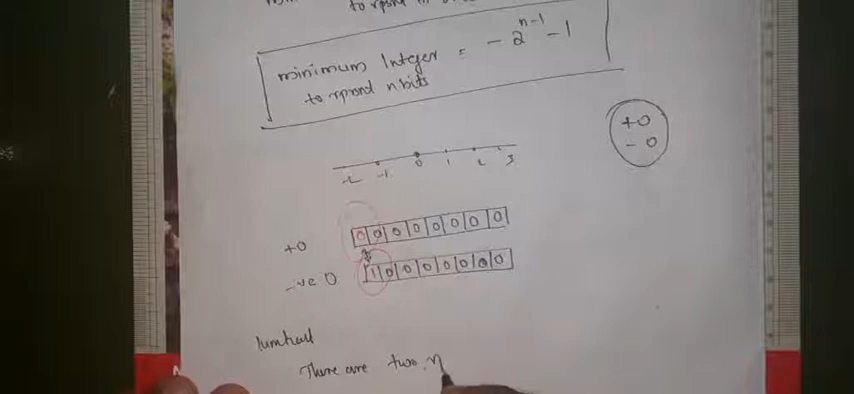 minimum Integer = - 2^n-1 - 1
to rprond n bits
+0
- 0
-2 -1 0 1 2 3
+0 0 0 0 0 0 0 0 0
-ve 0 1 0 0 0 0 0 0 0
There are two n